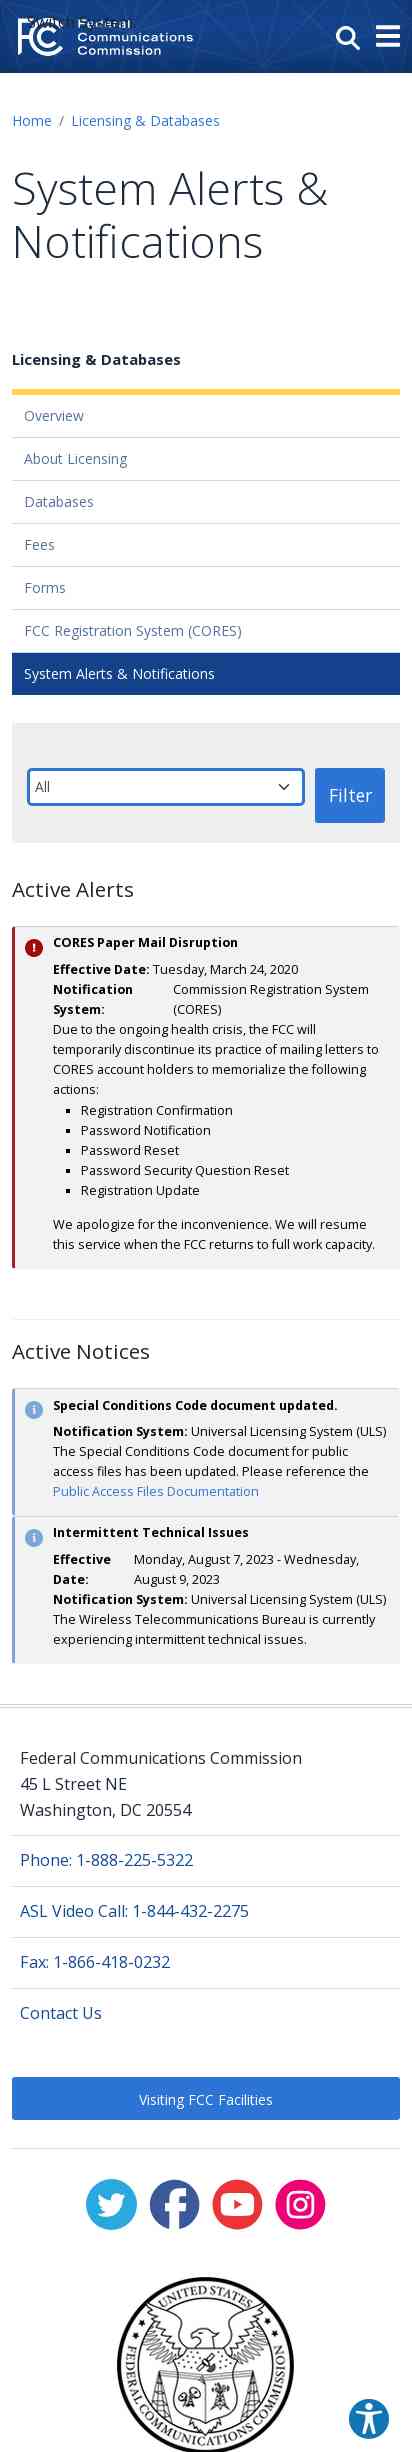 Federal
Communications
Commission
Home / Licensing & Databases
System Alerts &
Notifications
Licensing & Databases
Overview
About Licensing
Databases
Fees
Forms
FCC Registration System (CORES)
System Alerts & Notifications
All
Filter
Active Alerts
CORES Paper Mail Disruption
Effective Date: Tuesday, March 24, 2020
Notification System: Commission Registration System (CORES)
Due to the ongoing health crisis, the FCC will
temporarily discontinue its practice of mailing letters to
CORES account holders to memorialize the following
actions:
Registration Confirmation
Password Notification
Password Reset
Password Security Question Reset
Registration Update
We apologize for the inconvenience. We will resume
this service when the FCC returns to full work capacity.
Active Notices
Special Conditions Code document updated.
Notification System: Universal Licensing System (ULS)
The Special Conditions Code document for public
access files has been updated. Please reference the
Public Access Files Documentation
Intermittent Technical Issues
Effective Date: Monday, August 7, 2023 - Wednesday, August 9, 2023
Notification System: Universal Licensing System (ULS)
The Wireless Telecommunications Bureau is currently
experiencing intermittent technical issues.
Federal Communications Commission
45 L Street NE
Washington, DC 20554
Phone: 1-888-225-5322
ASL Video Call: 1-844-432-2275
Fax: 1-866-418-0232
Contact Us
Visiting FCC Facilities
UNITED STATES
FEDERAL COMMUNICATIONS COMMISSION